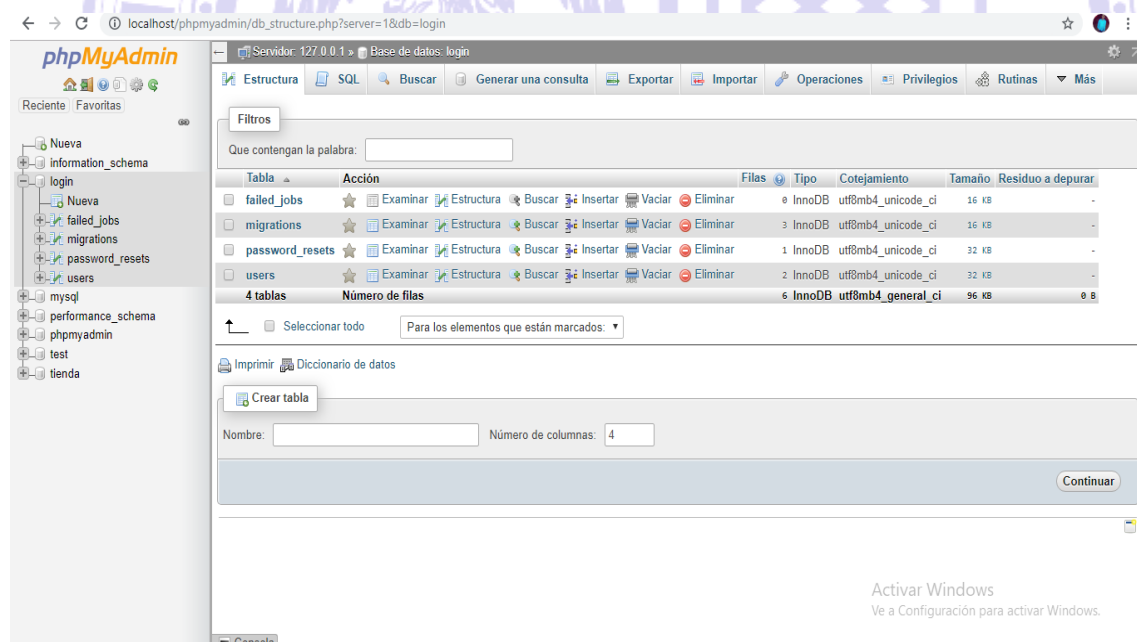 localhost/phpmyadmin/db_structure.php?server=1&db=login
phpMyAdmin
Reciente Favoritas
Nueva
information_schema
login
Nueva
failed_jobs
migrations
password_resets
users
mysql
performance_schema
phpmyadmin
test
tienda
Servidor: 127.0.0.1 » Base de datos: login
Estructura SQL Buscar Generar una consulta Exportar Importar Operaciones Privilegios Rutinas Más
Filtros
Que contengan la palabra:
Tabla Acción Filas Tipo Cotejamiento Tamaño Residuo a depurar
failed_jobs Examinar Estructura Buscar Insertar Vaciar Eliminar 0 InnoDB utf8mb4_unicode_ci 16 KB -
migrations Examinar Estructura Buscar Insertar Vaciar Eliminar 3 InnoDB utf8mb4_unicode_ci 16 KB -
password_resets Examinar Estructura Buscar Insertar Vaciar Eliminar 1 InnoDB utf8mb4_unicode_ci 32 KB -
users Examinar Estructura Buscar Insertar Vaciar Eliminar 2 InnoDB utf8mb4_unicode_ci 32 KB -
4 tablas Número de filas 6 InnoDB utf8mb4_general_ci 96 KB 0 B
Seleccionar todo Para los elementos que están marcados:
Imprimir Diccionario de datos
Crear tabla
Nombre: Número de columnas: 4
Continuar
Activar Windows
Ve a Configuración para activar Windows.
Consola